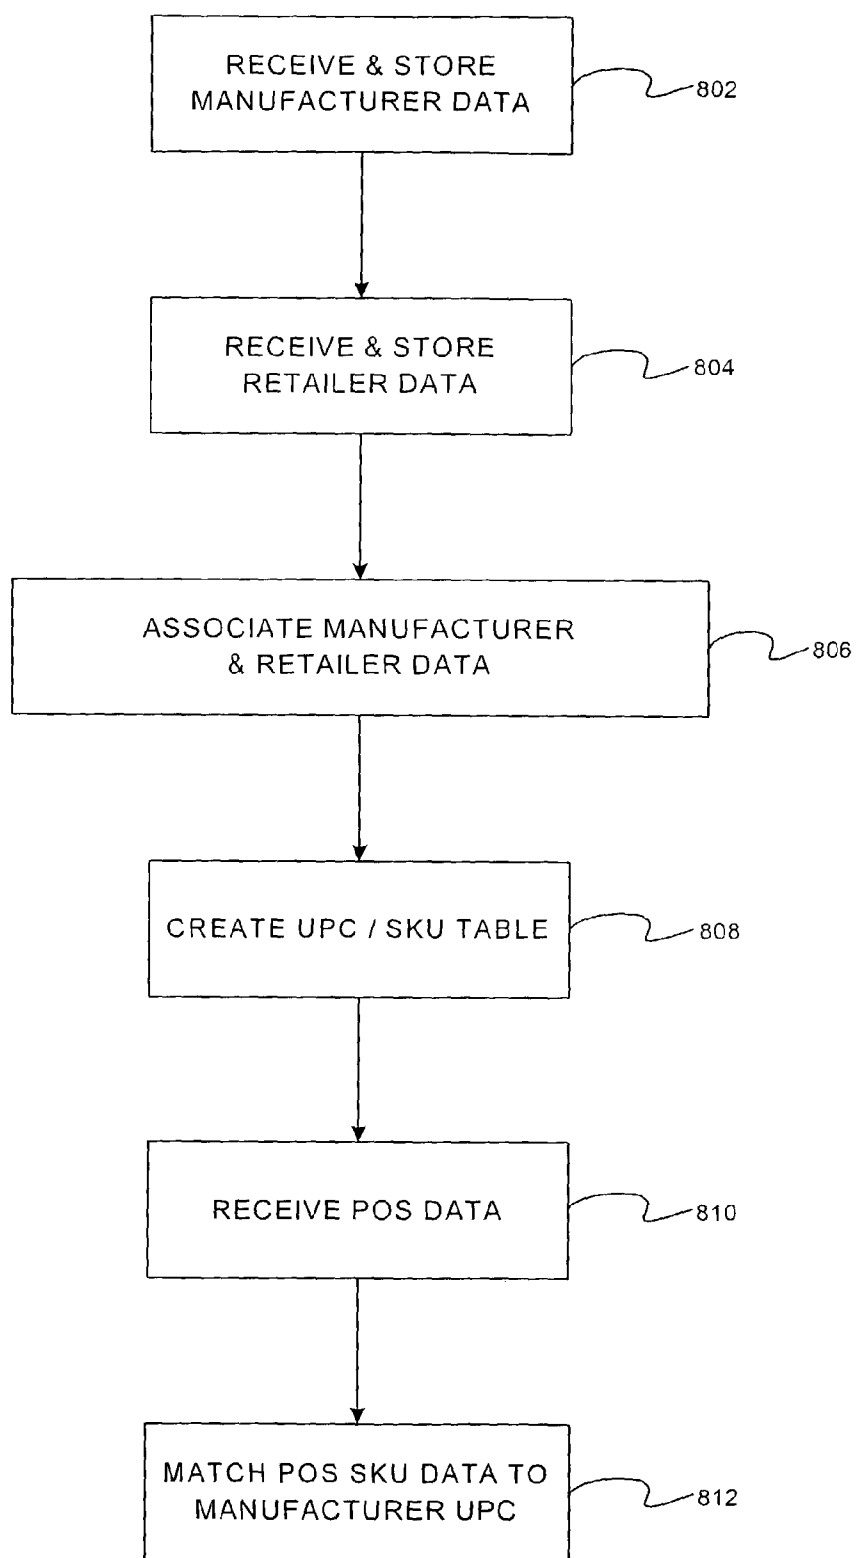 RECEIVE & STORE
MANUFACTURER DATA
802
RECEIVE & STORE
RETAILER DATA
804
ASSOCIATE MANUFACTURER
& RETAILER DATA
806
CREATE UPC / SKU TABLE
808
RECEIVE POS DATA
810
MATCH POS SKU DATA TO
MANUFACTURER UPC
812